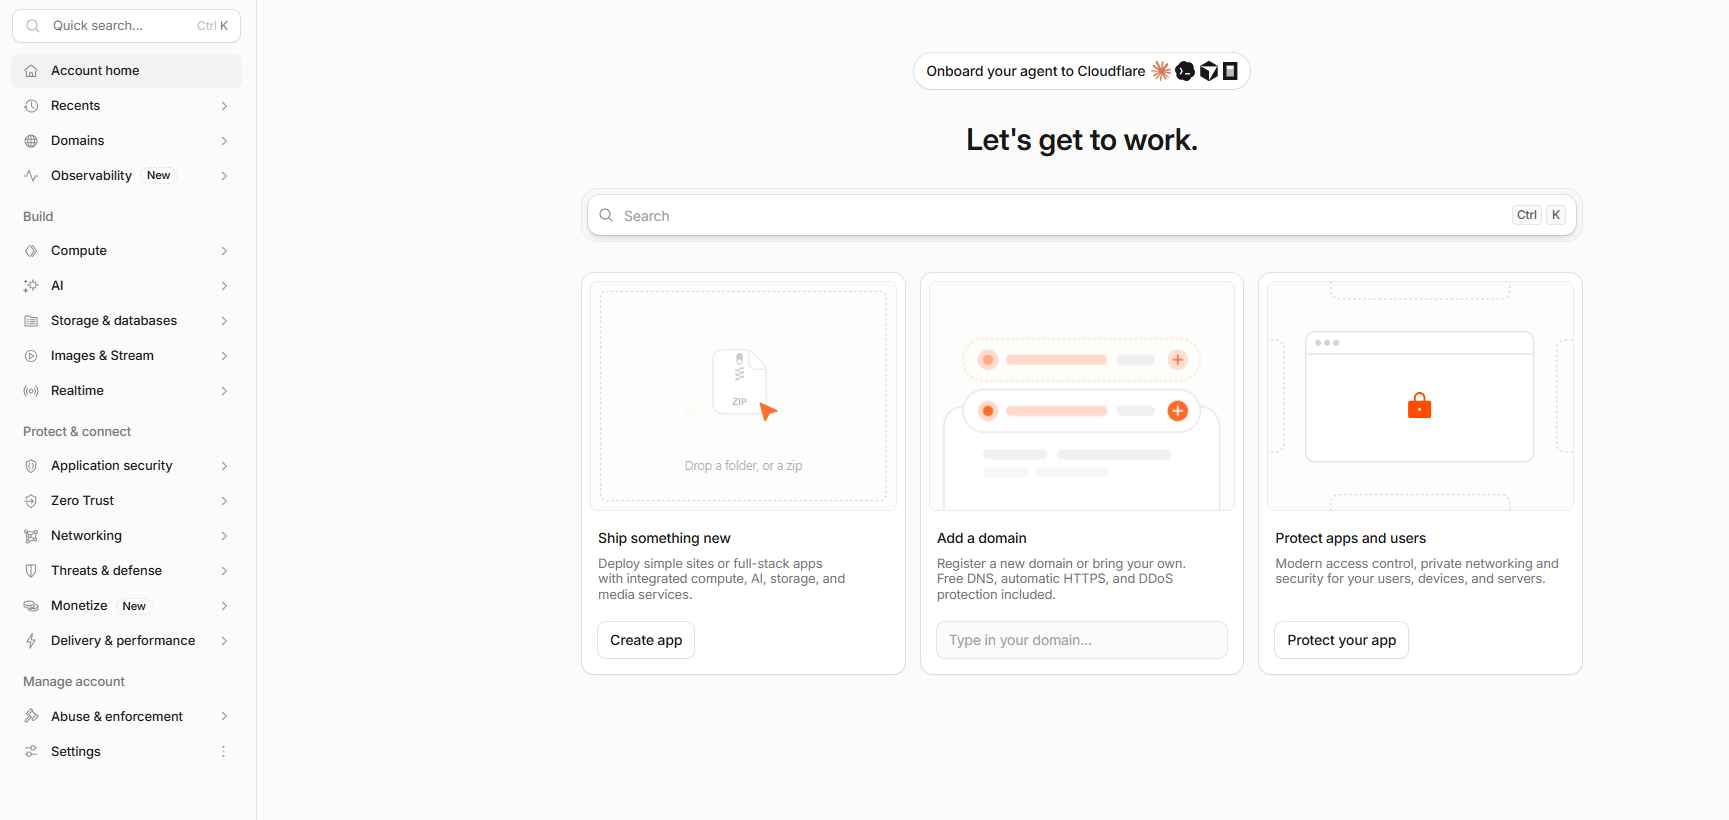 Quick search... Ctrl K
Account home
Recents
Domains
Observability New
Build
Compute
AI
Storage & databases
Images & Stream
Realtime
Protect & connect
Application security
Zero Trust
Networking
Threats & defense
Monetize New
Delivery & performance
Manage account
Abuse & enforcement
Settings
Onboard your agent to Cloudflare
Let's get to work.
Search Ctrl K
ZIP
Drop a folder, or a zip
Ship something new
Deploy simple sites or full-stack apps
with integrated compute, AI, storage, and
media services.
Create app
Add a domain
Register a new domain or bring your own.
Free DNS, automatic HTTPS, and DDoS
protection included.
Type in your domain...
Protect apps and users
Modern access control, private networking and
security for your users, devices, and servers.
Protect your app